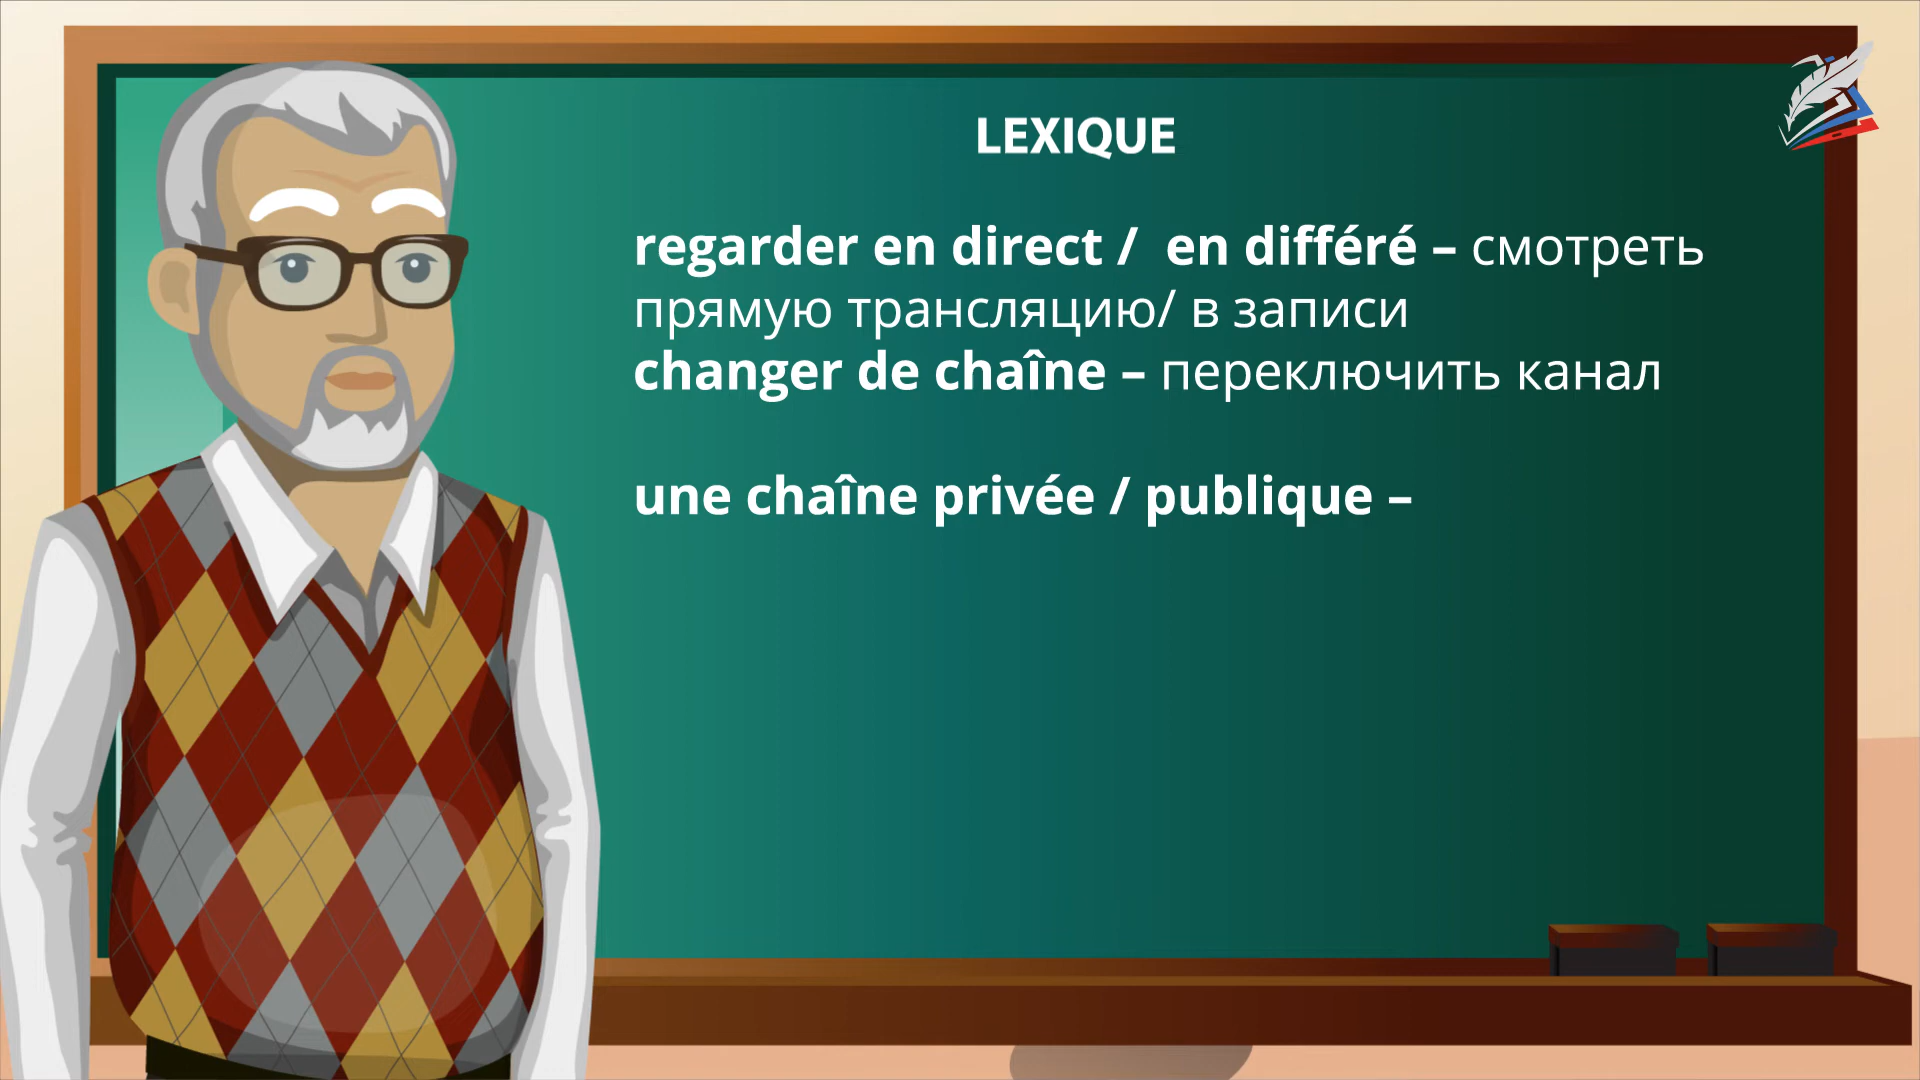 LEXIQUE
regarder en direct / en différé – смотреть
прямую трансляцию/ в записи
changer de chaîne – переключить канал
une chaîne privée / publique –